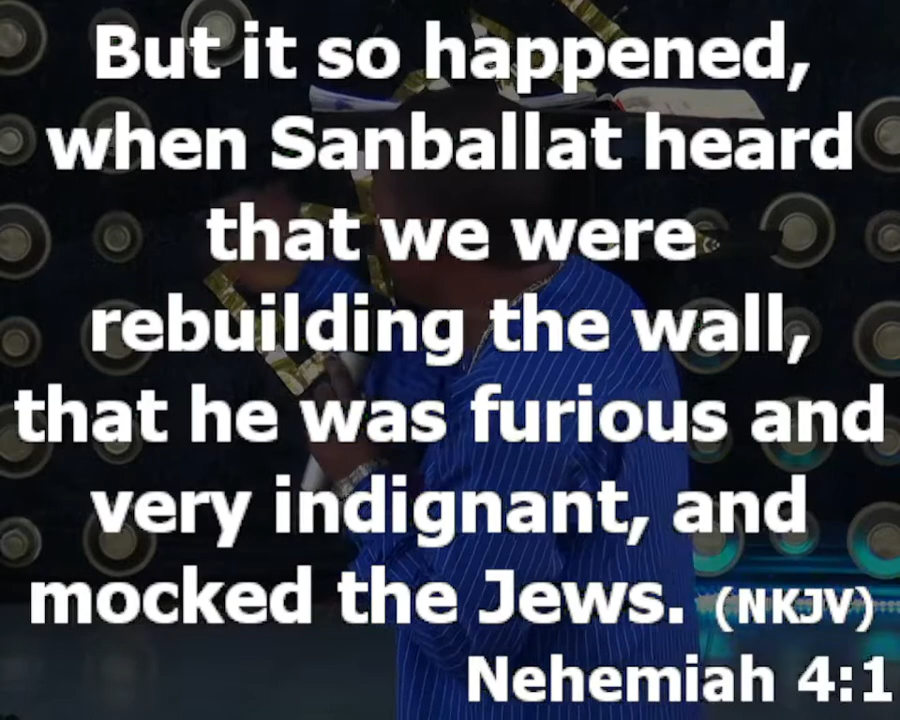 But it so happened,
when Sanballat heard
that we were
rebuilding the wall,
that he was furious and
very indignant, and
mocked the Jews. (NKJV)
Nehemiah 4:1